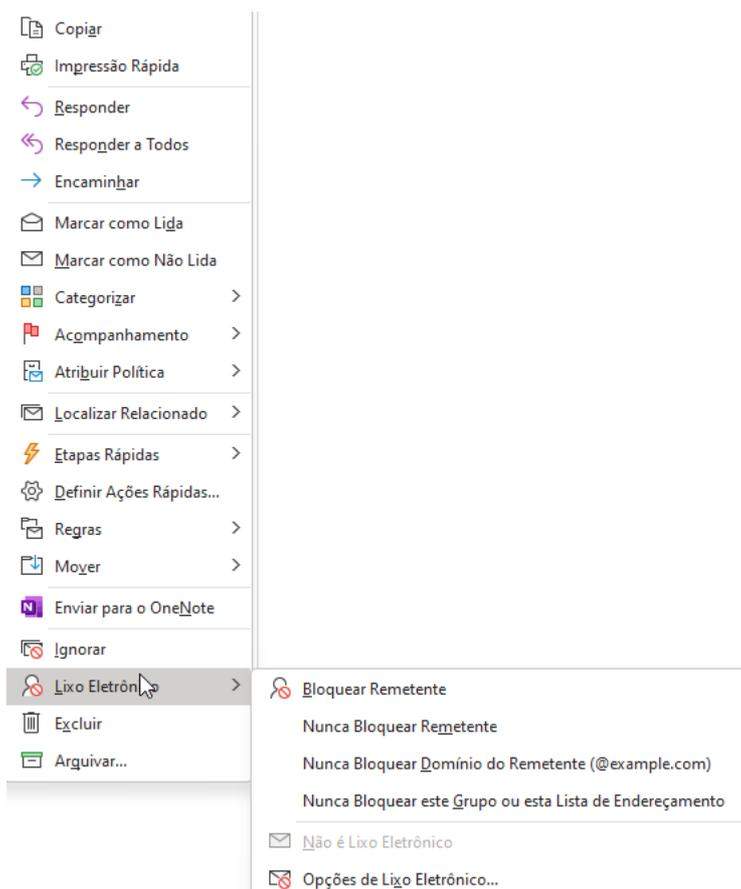 Copiar
Impressão Rápida
Responder
Responder a Todos
Encaminhar
Marcar como Lida
Marcar como Não Lida
Categorizar
Acompanhamento
Atribuir Política
Localizar Relacionado
Etapas Rápidas
Definir Ações Rápidas...
Regras
Mover
Enviar para o OneNote
Ignorar
Lixo Eletrônico
Excluir
Arquivar...
Bloquear Remetente
Nunca Bloquear Remetente
Nunca Bloquear Domínio do Remetente (@example.com)
Nunca Bloquear este Grupo ou esta Lista de Endereçamento
Não é Lixo Eletrônico
Opções de Lixo Eletrônico...